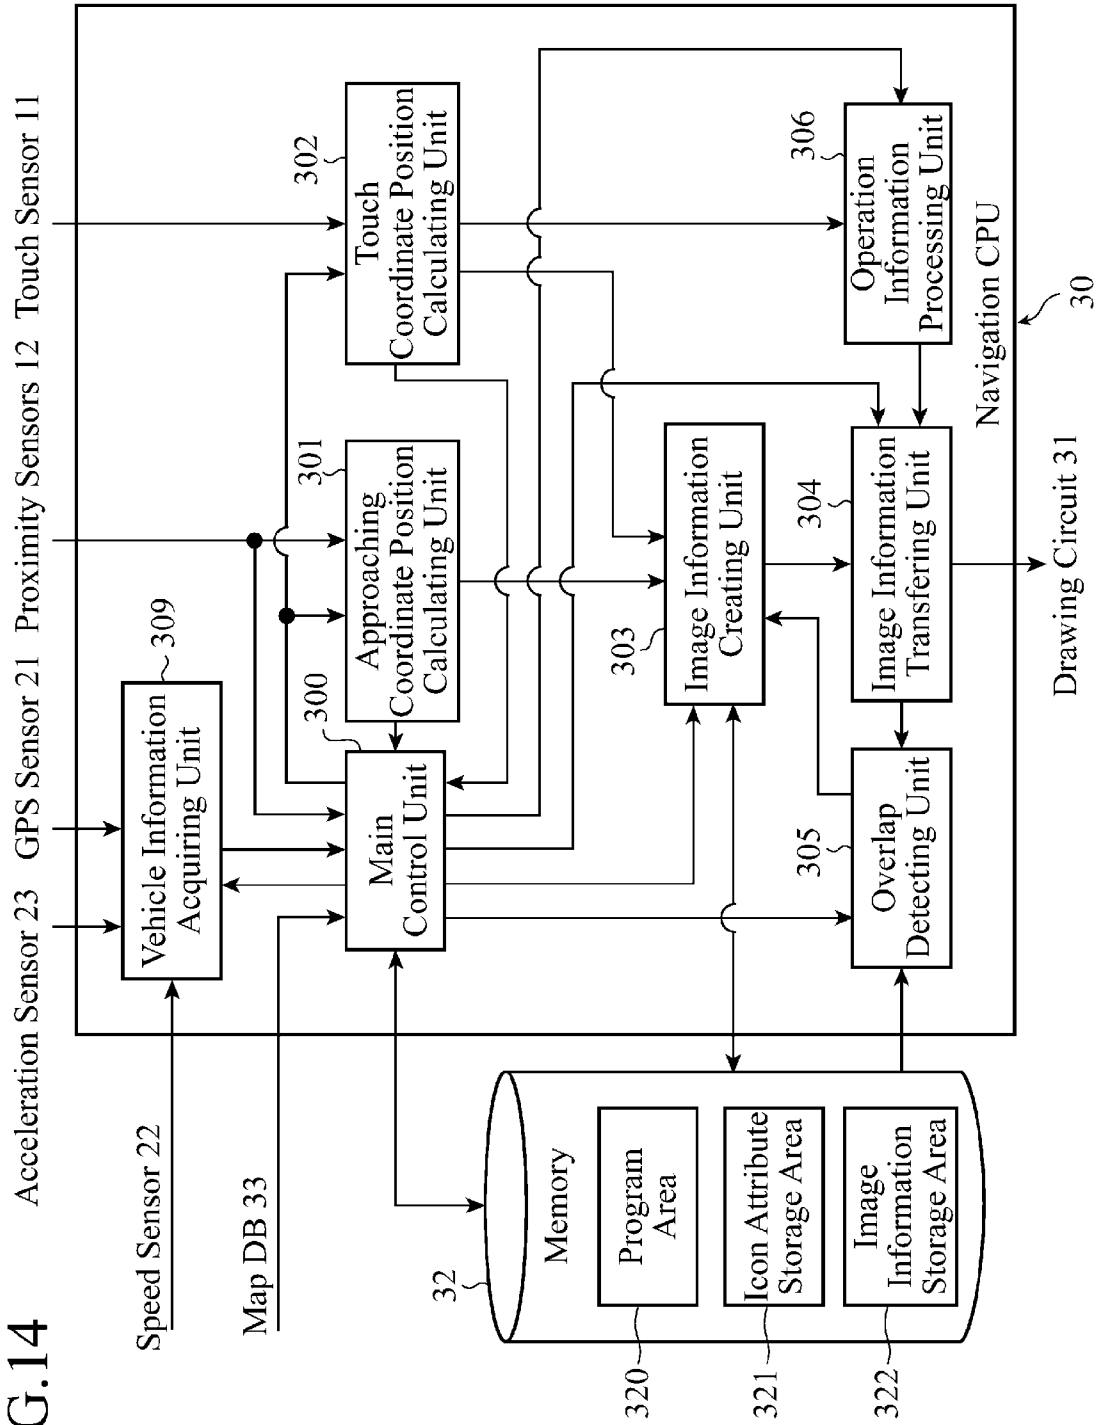 G.14
Acceleration Sensor 23
GPS Sensor 21
Proximity Sensors 12
Touch Sensor 11
Speed Sensor 22
Map DB 33
309
Vehicle Information
Acquiring Unit
300
Main
Control Unit
301
Approaching
Coordinate Position
Calculating Unit
302
Touch
Coordinate Position
Calculating Unit
32
Memory
320
Program
Area
321
Icon Attribute
Storage Area
322
Image
Information
Storage Area
303
Image Information
Creating Unit
305
Overlap
Detecting Unit
304
Image Information
Transfering Unit
306
Operation
Information
Processing Unit
Navigation CPU
30
Drawing Circuit 31